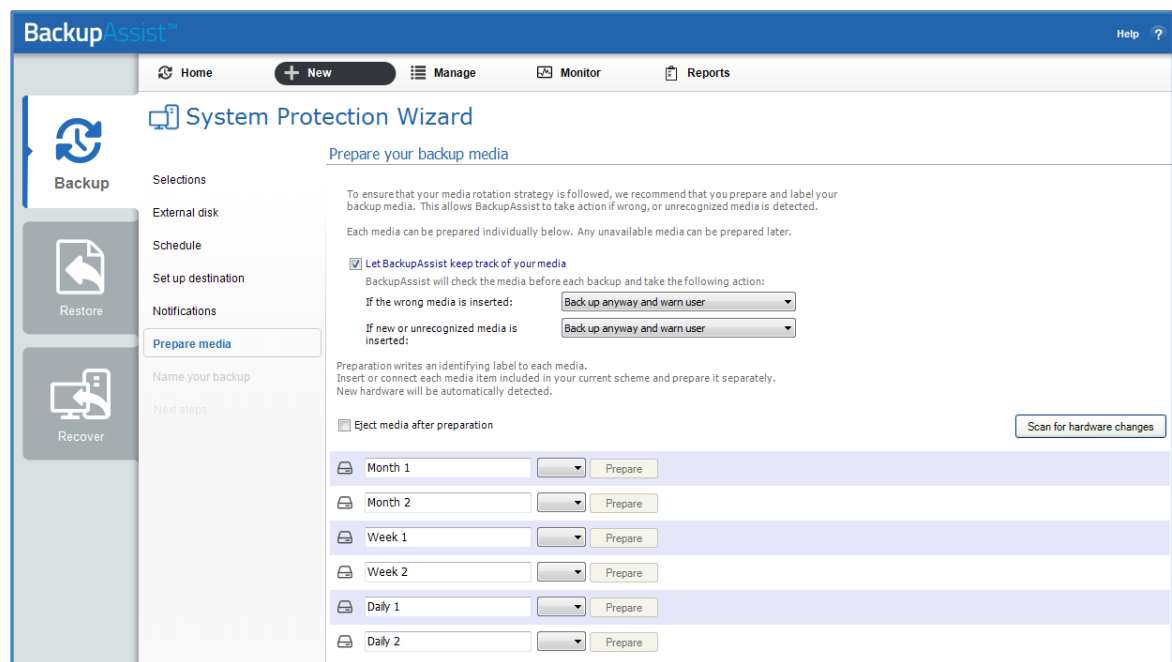 BackupAssist™
Help ?
Home
New
Manage
Monitor
Reports
Backup
Restore
Recover
System Protection Wizard
Selections
External disk
Schedule
Set up destination
Notifications
Prepare media
Name your backup
Next steps
Prepare your backup media
To ensure that your media rotation strategy is followed, we recommend that you prepare and label your
backup media. This allows BackupAssist to take action if wrong, or unrecognized media is detected.
Each media can be prepared individually below. Any unavailable media can be prepared later.
Let BackupAssist keep track of your media
BackupAssist will check the media before each backup and take the following action:
If the wrong media is inserted: Back up anyway and warn user
If new or unrecognized media is Back up anyway and warn user
inserted:
Preparation writes an identifying label to each media.
Insert or connect each media item included in your current scheme and prepare it separately.
New hardware will be automatically detected.
Eject media after preparation
Scan for hardware changes
Month 1 Prepare
Month 2 Prepare
Week 1 Prepare
Week 2 Prepare
Daily 1 Prepare
Daily 2 Prepare